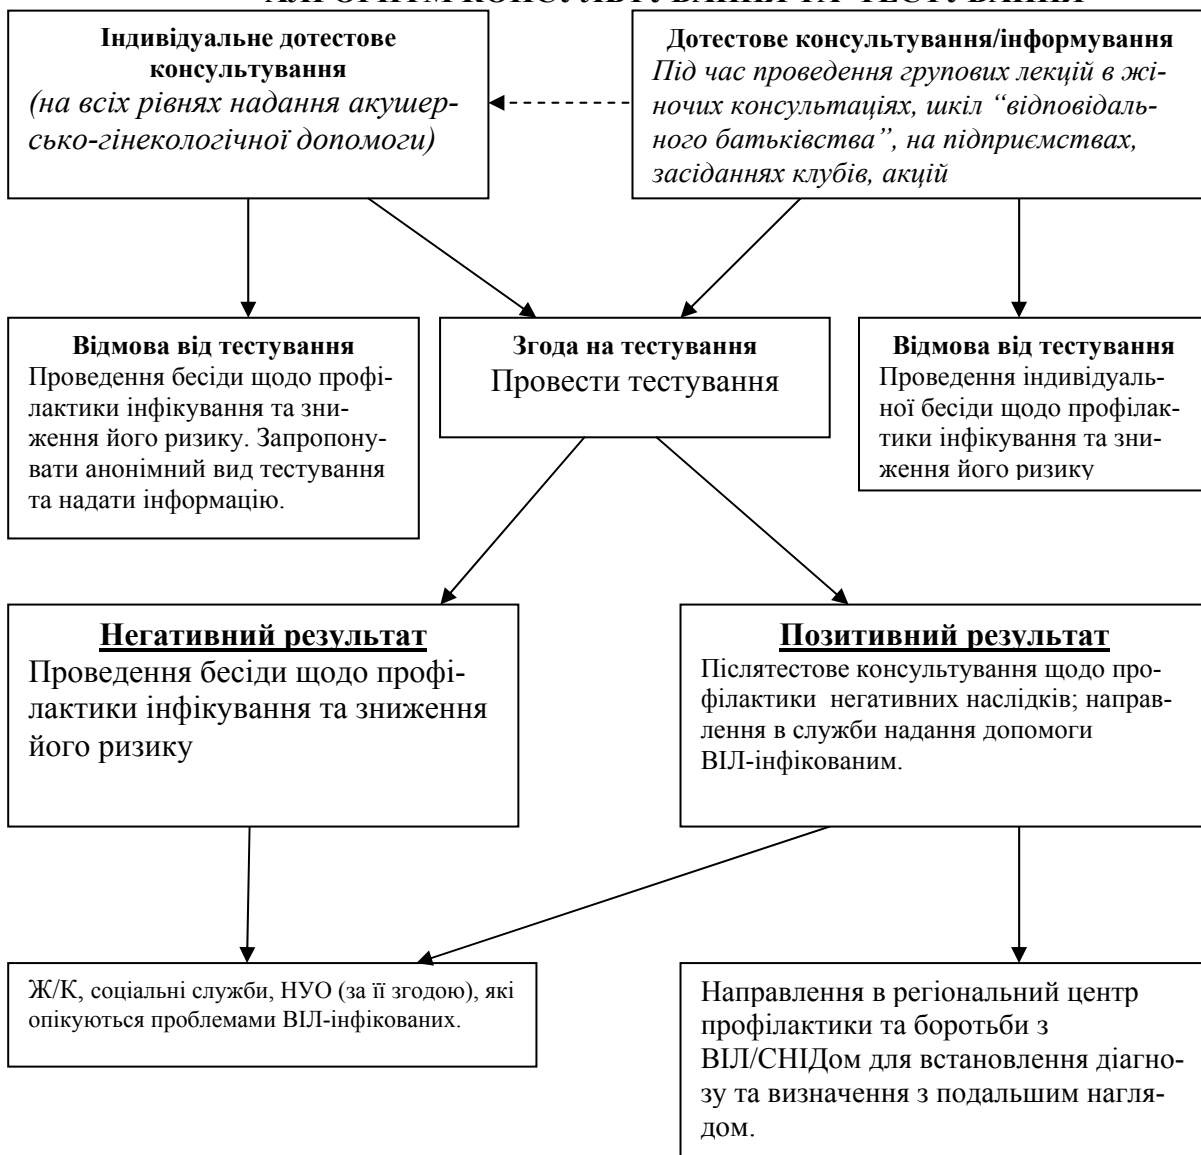 АЛГОРИТМ КОНСУЛЬТУВАННЯ ТА ТЕСТУВАННЯ
Індивідуальне дотестове
консультування
(на всіх рівнях надання акушер-
сько-гінекологічної допомоги)
Дотестове консультування/інформування
Під час проведення групових лекцій в жі-
ночих консультаціях, шкіл “відповідаль-
ного батьківства”, на підприємствах,
засіданнях клубів, акцій
Відмова від тестування
Проведення бесіди щодо профі-
лактики інфікування та зни-
ження його ризику. Запропону-
вати анонімний вид тестування
та надати інформацію.
Згода на тестування
Провести тестування
Відмова від тестування
Проведення індивідуаль-
ної бесіди щодо профілак-
тики інфікування та зни-
ження його ризику
Негативний результат
Проведення бесіди щодо профі-
лактики інфікування та зниження
його ризику
Позитивний результат
Післятестове консультування щодо про-
філактики негативних наслідків; направ-
лення в служби надання допомоги
ВІЛ-інфікованим.
Ж/К, соціальні служби, НУО (за її згодою), які
опікуються проблемами ВІЛ-інфікованих.
Направлення в регіональний центр
профілактики та боротьби з
ВІЛ/СНІДом для встановлення діагно-
зу та визначення з подальшим нагля-
дом.